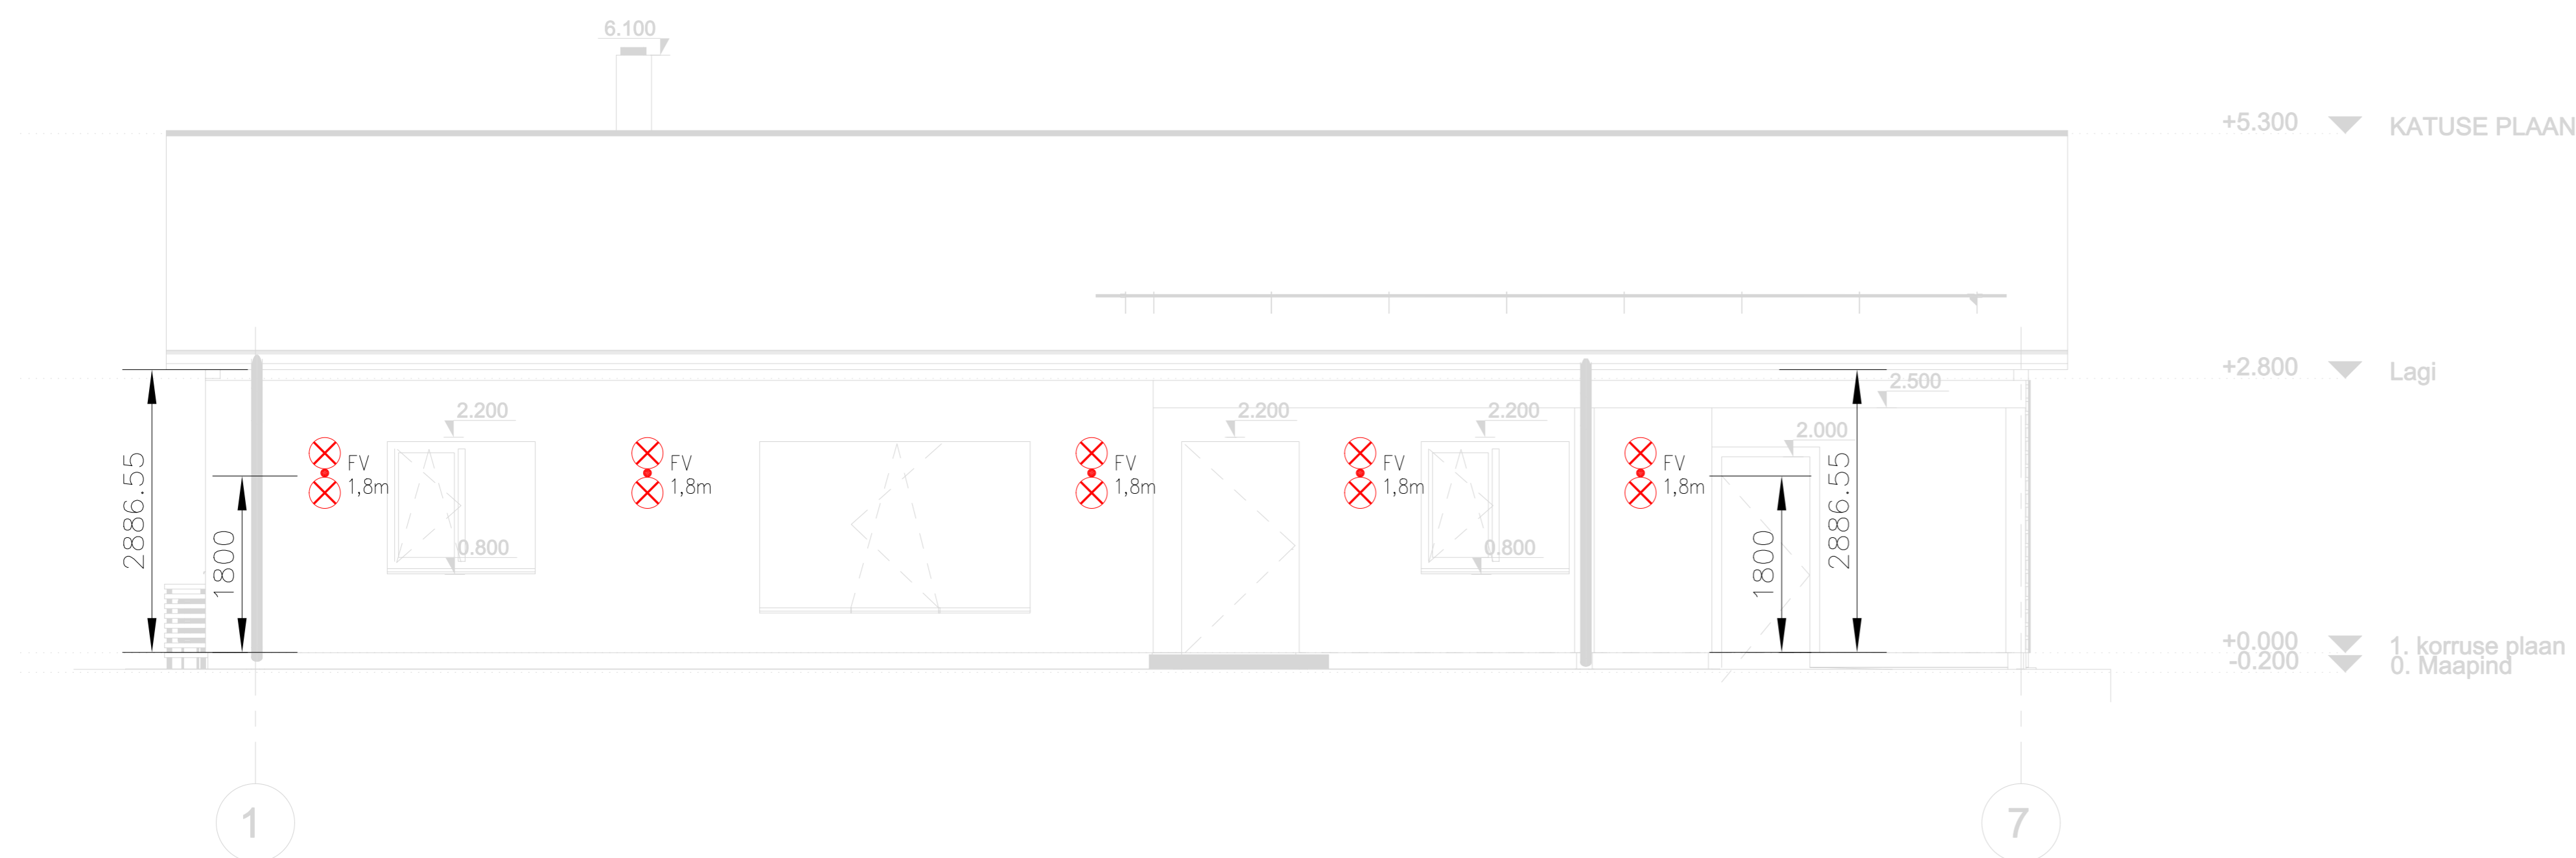 6.100
+5.300
KATUSE PLAAN
+2.800
Lagi
2.500
2.200
2.200
2.200
2.000
FV
1,8m
FV
1,8m
FV
1,8m
FV
1,8m
FV
1,8m
2886.55
1800
0.800
0.800
1800
2886.55
+0.000
1. korruse plaan
-0.200
0. Maapind
1
7